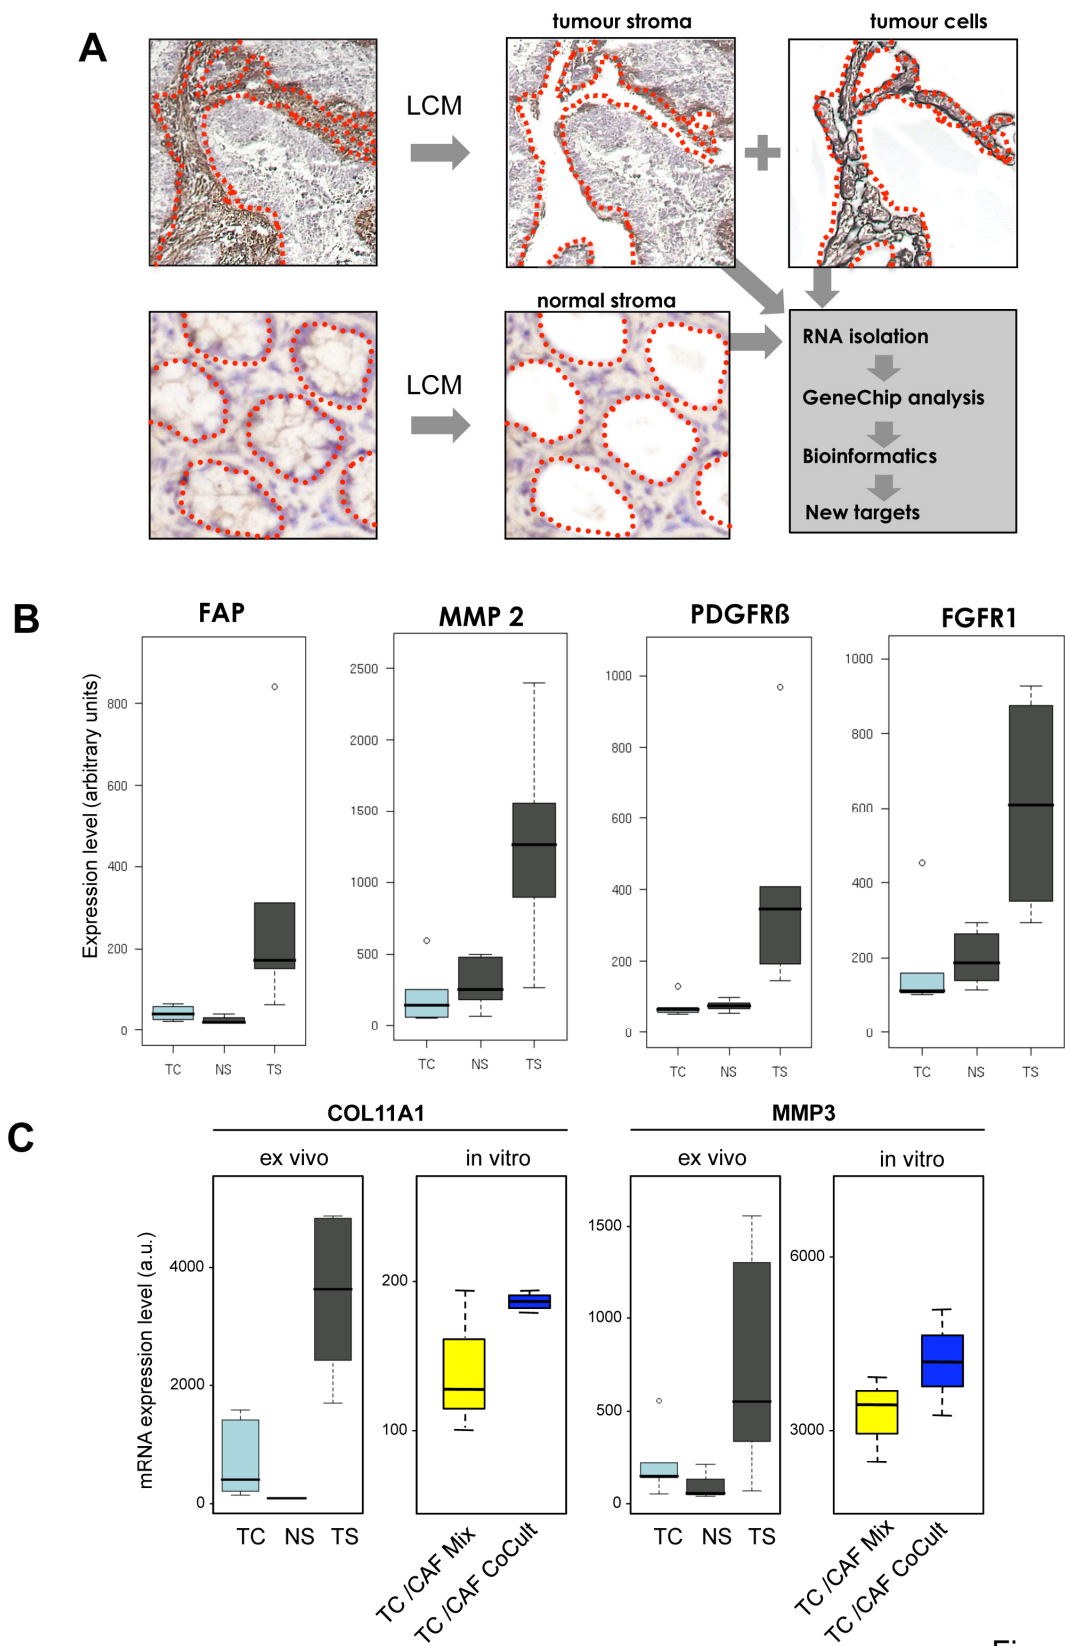 A
tumour stroma
tumour cells
LCM
normal stroma
LCM
RNA isolation
GeneChip analysis
Bioinformatics
New targets
B
FAP
MMP 2
PDGFRß
FGFR1
Expression level (arbitrary units)
800
600
400
200
0
TC NS TS
2500
2000
1500
1000
500
0
TC NS TS
1000
800
600
400
200
0
TC NS TS
1000
800
600
400
200
0
TC NS TS
C
COL11A1
MMP3
ex vivo
in vitro
ex vivo
in vitro
mRNA expression level (a.u.)
4000
2000
0
TC NS TS
200
100
TC /CAF Mix
TC /CAF CoCult
1500
1000
500
0
TC NS TS
6000
3000
TC /CAF Mix
TC /CAF CoCult